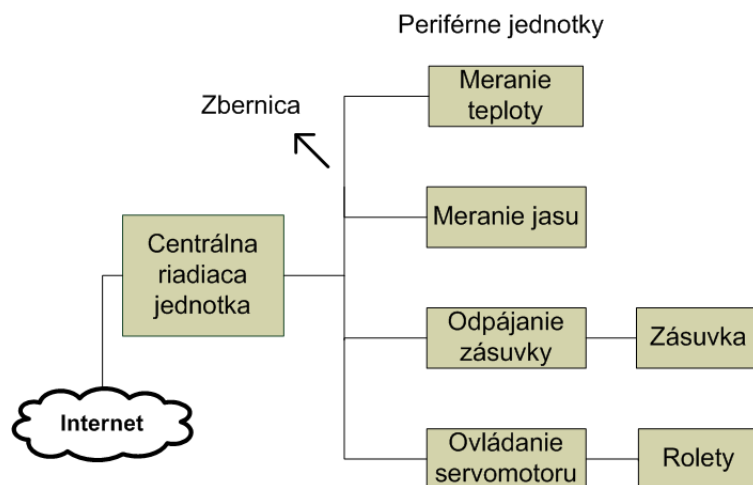 Periférne jednotky
Meranie
teploty
Zbernica
Meranie jasu
Centrálna
riadiaca
jednotka
Odpájanie
zásuvky
Zásuvka
Internet
Ovládanie
servomotoru
Rolety